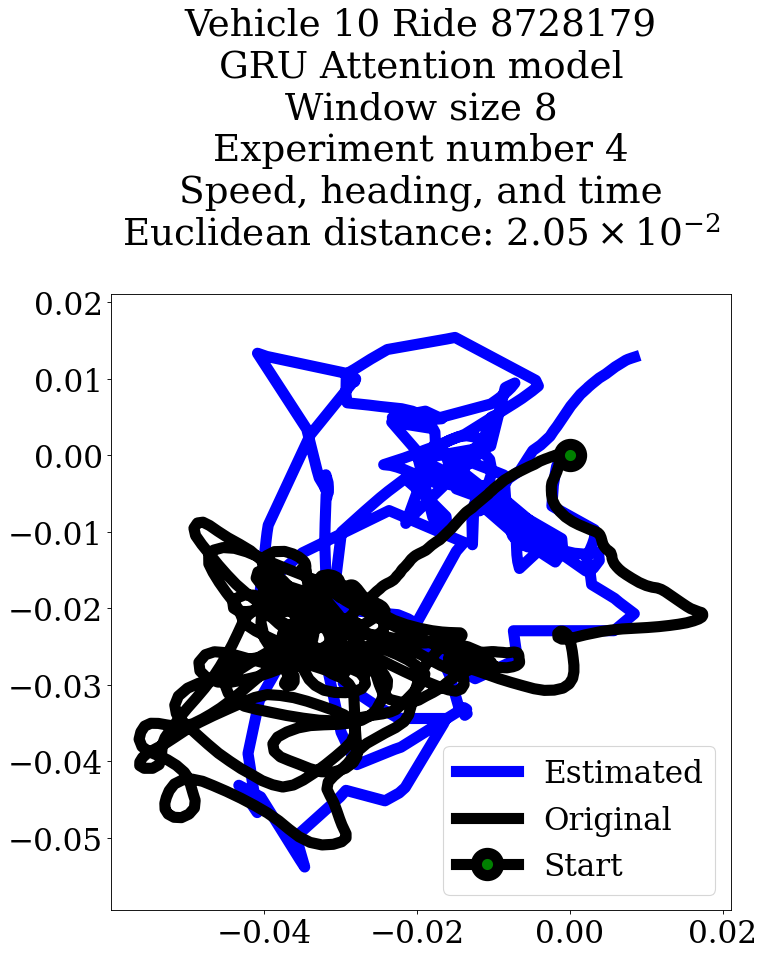 Vehicle 10 Ride 8728179
GRU Attention model
Window size 8
Experiment number 4
Speed, heading, and time
Euclidean distance: 2.05 × 10⁻²
0.02
0.01
0.00
−0.01
−0.02
−0.03
−0.04
−0.05
Estimated
Original
Start
−0.04 −0.02 0.00 0.02